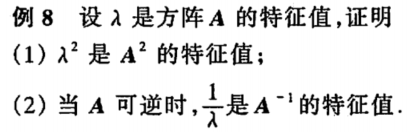 例 8 设 λ 是方阵 A 的特征值,证明
(1) λ² 是 A² 的特征值;
(2) 当 A 可逆时, 1/λ 是 A⁻¹ 的特征值.